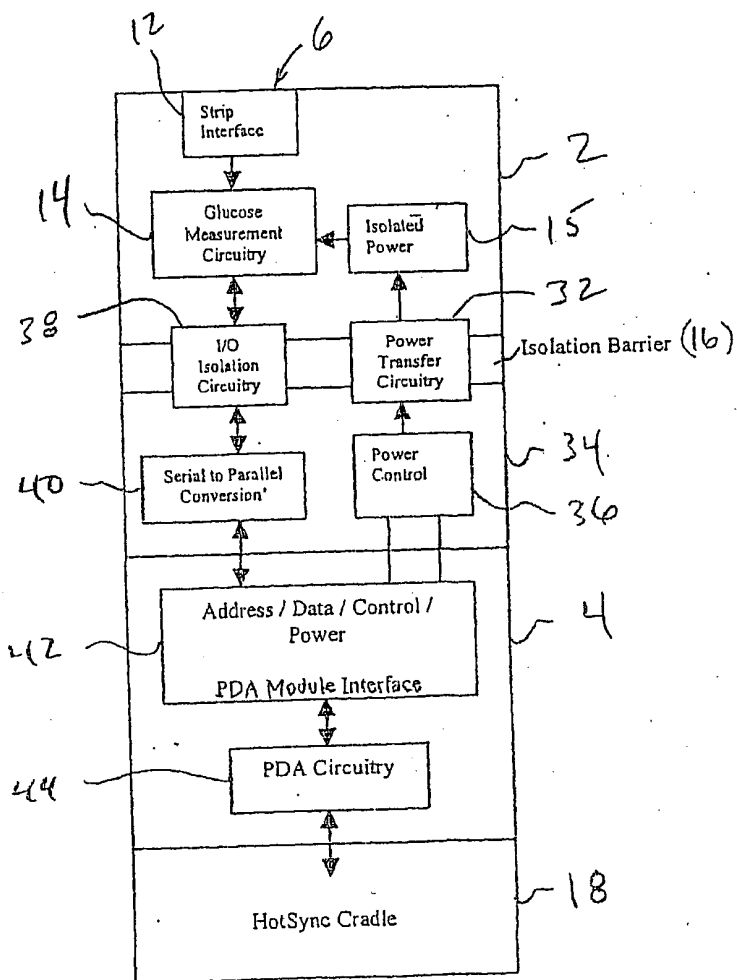 12
6
Strip
Interface
2
14
Glucose
Measurement
Circuitry
Isolated
Power
15
38
I/O
Isolation
Circuitry
Power
Transfer
Circuitry
32
Isolation Barrier (16)
40
Serial to Parallel
Conversion
Power
Control
34
36
42
Address / Data / Control /
Power
PDA Module Interface
4
44
PDA Circuitry
HotSync Cradle
18